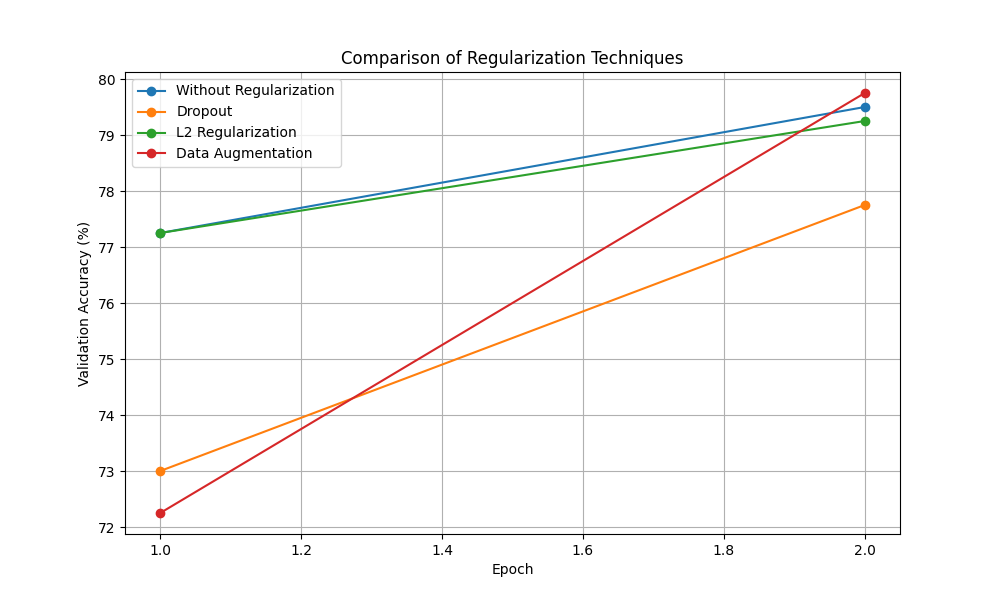 Comparison of Regularization Techniques
Without Regularization
Dropout
L2 Regularization
Data Augmentation
Validation Accuracy (%)
80
79
78
77
76
75
74
73
72
1.0 1.2 1.4 1.6 1.8 2.0
Epoch